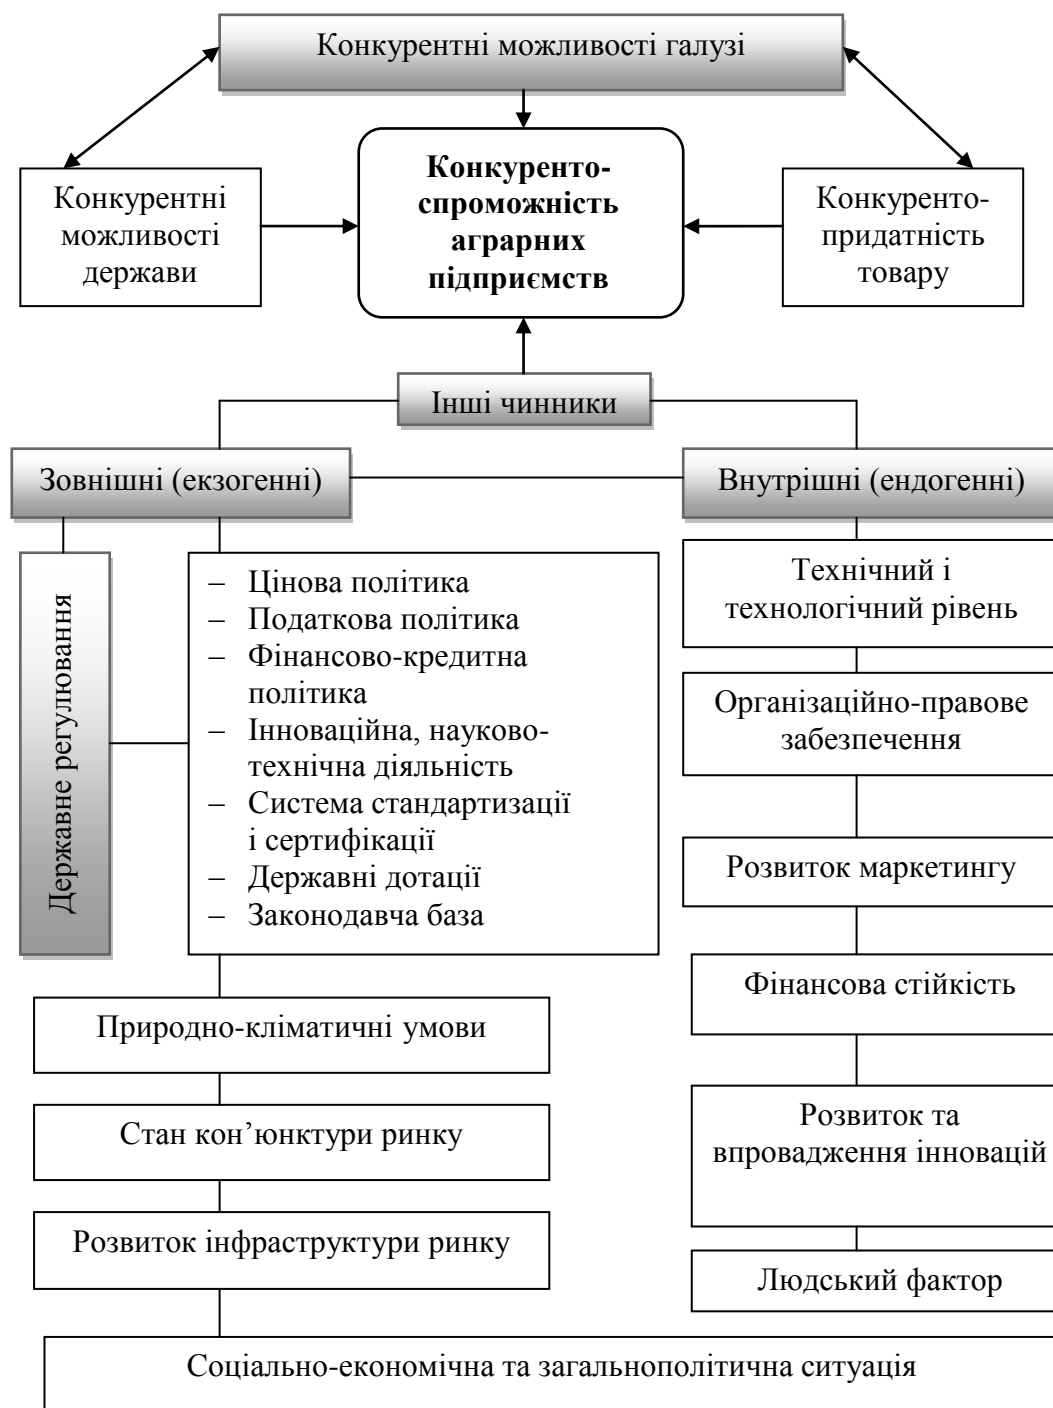 Конкурентні можливості галузі
Конкурентні
можливості
держави
Конкуренто-
спроможність
аграрних
підприємств
Конкуренто-
придатність
товару
Інші чинники
Зовнішні (екзогенні)
Внутрішні (ендогенні)
Державне регулювання
– Цінова політика
– Податкова політика
– Фінансово-кредитна
політика
– Інноваційна, науково-
технічна діяльність
– Система стандартизації
і сертифікації
– Державні дотації
– Законодавча база
Природно-кліматичні умови
Стан кон’юнктури ринку
Розвиток інфраструктури ринку
Технічний і
технологічний рівень
Організаційно-правове
забезпечення
Розвиток маркетингу
Фінансова стійкість
Розвиток та
впровадження інновацій
Людський фактор
Соціально-економічна та загальнополітична ситуація